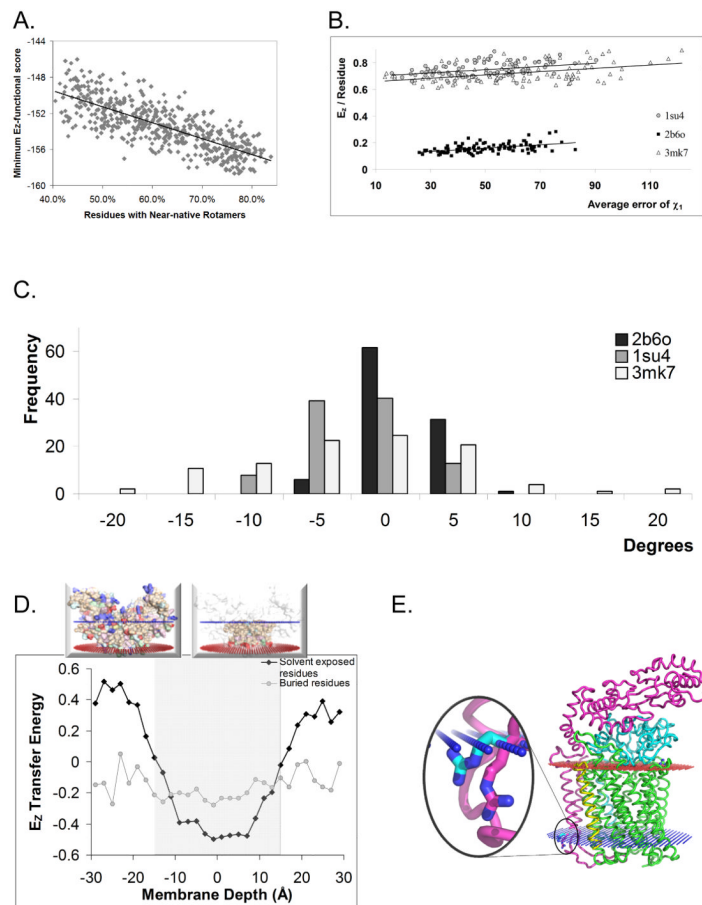 A.
Minimum Ez-functional score
-144
-148
-152
-156
-160
40.0% 50.0% 60.0% 70.0% 80.0%
Residues with Near-native Rotamers
B.
E_z / Residue
0.8
0.6
0.4
0.2
0
10 30 50 70 90 110
Average error of χ₁
1su4
2b6o
3mk7
C.
Frequency
60
40
20
0
-20 -15 -10 -5 0 5 10 15 20
Degrees
2b6o
1su4
3mk7
D.
Solvent exposed
residues
Buried residues
E_Z Transfer Energy
0.6
0.4
0.2
0
-0.2
-0.4
-0.6
-30 -20 -10 0 10 20 30
Membrane Depth (Å)
E.